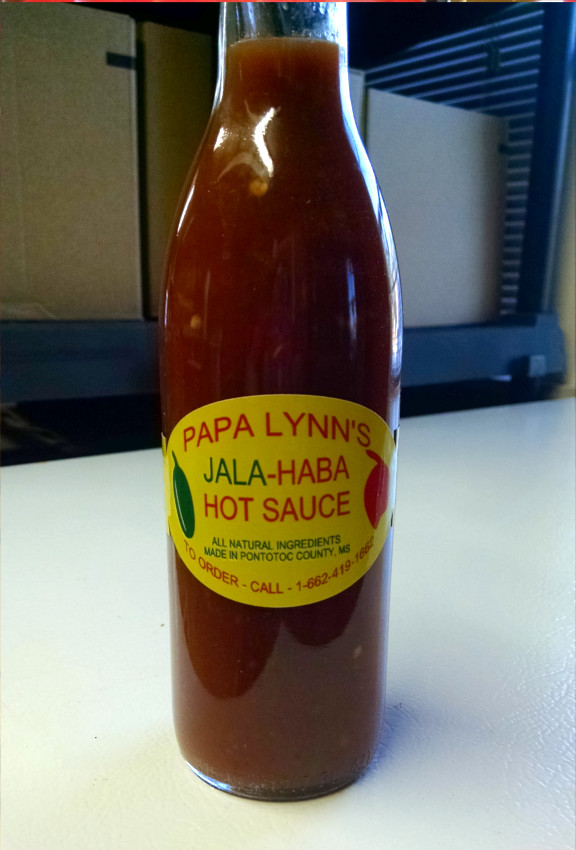 PAPA LYNN'S
JALA-HABA
HOT SAUCE
ALL NATURAL INGREDIENTS
MADE IN PONTOTOC COUNTY, MS
TO ORDER - CALL - 1-662-419-1662